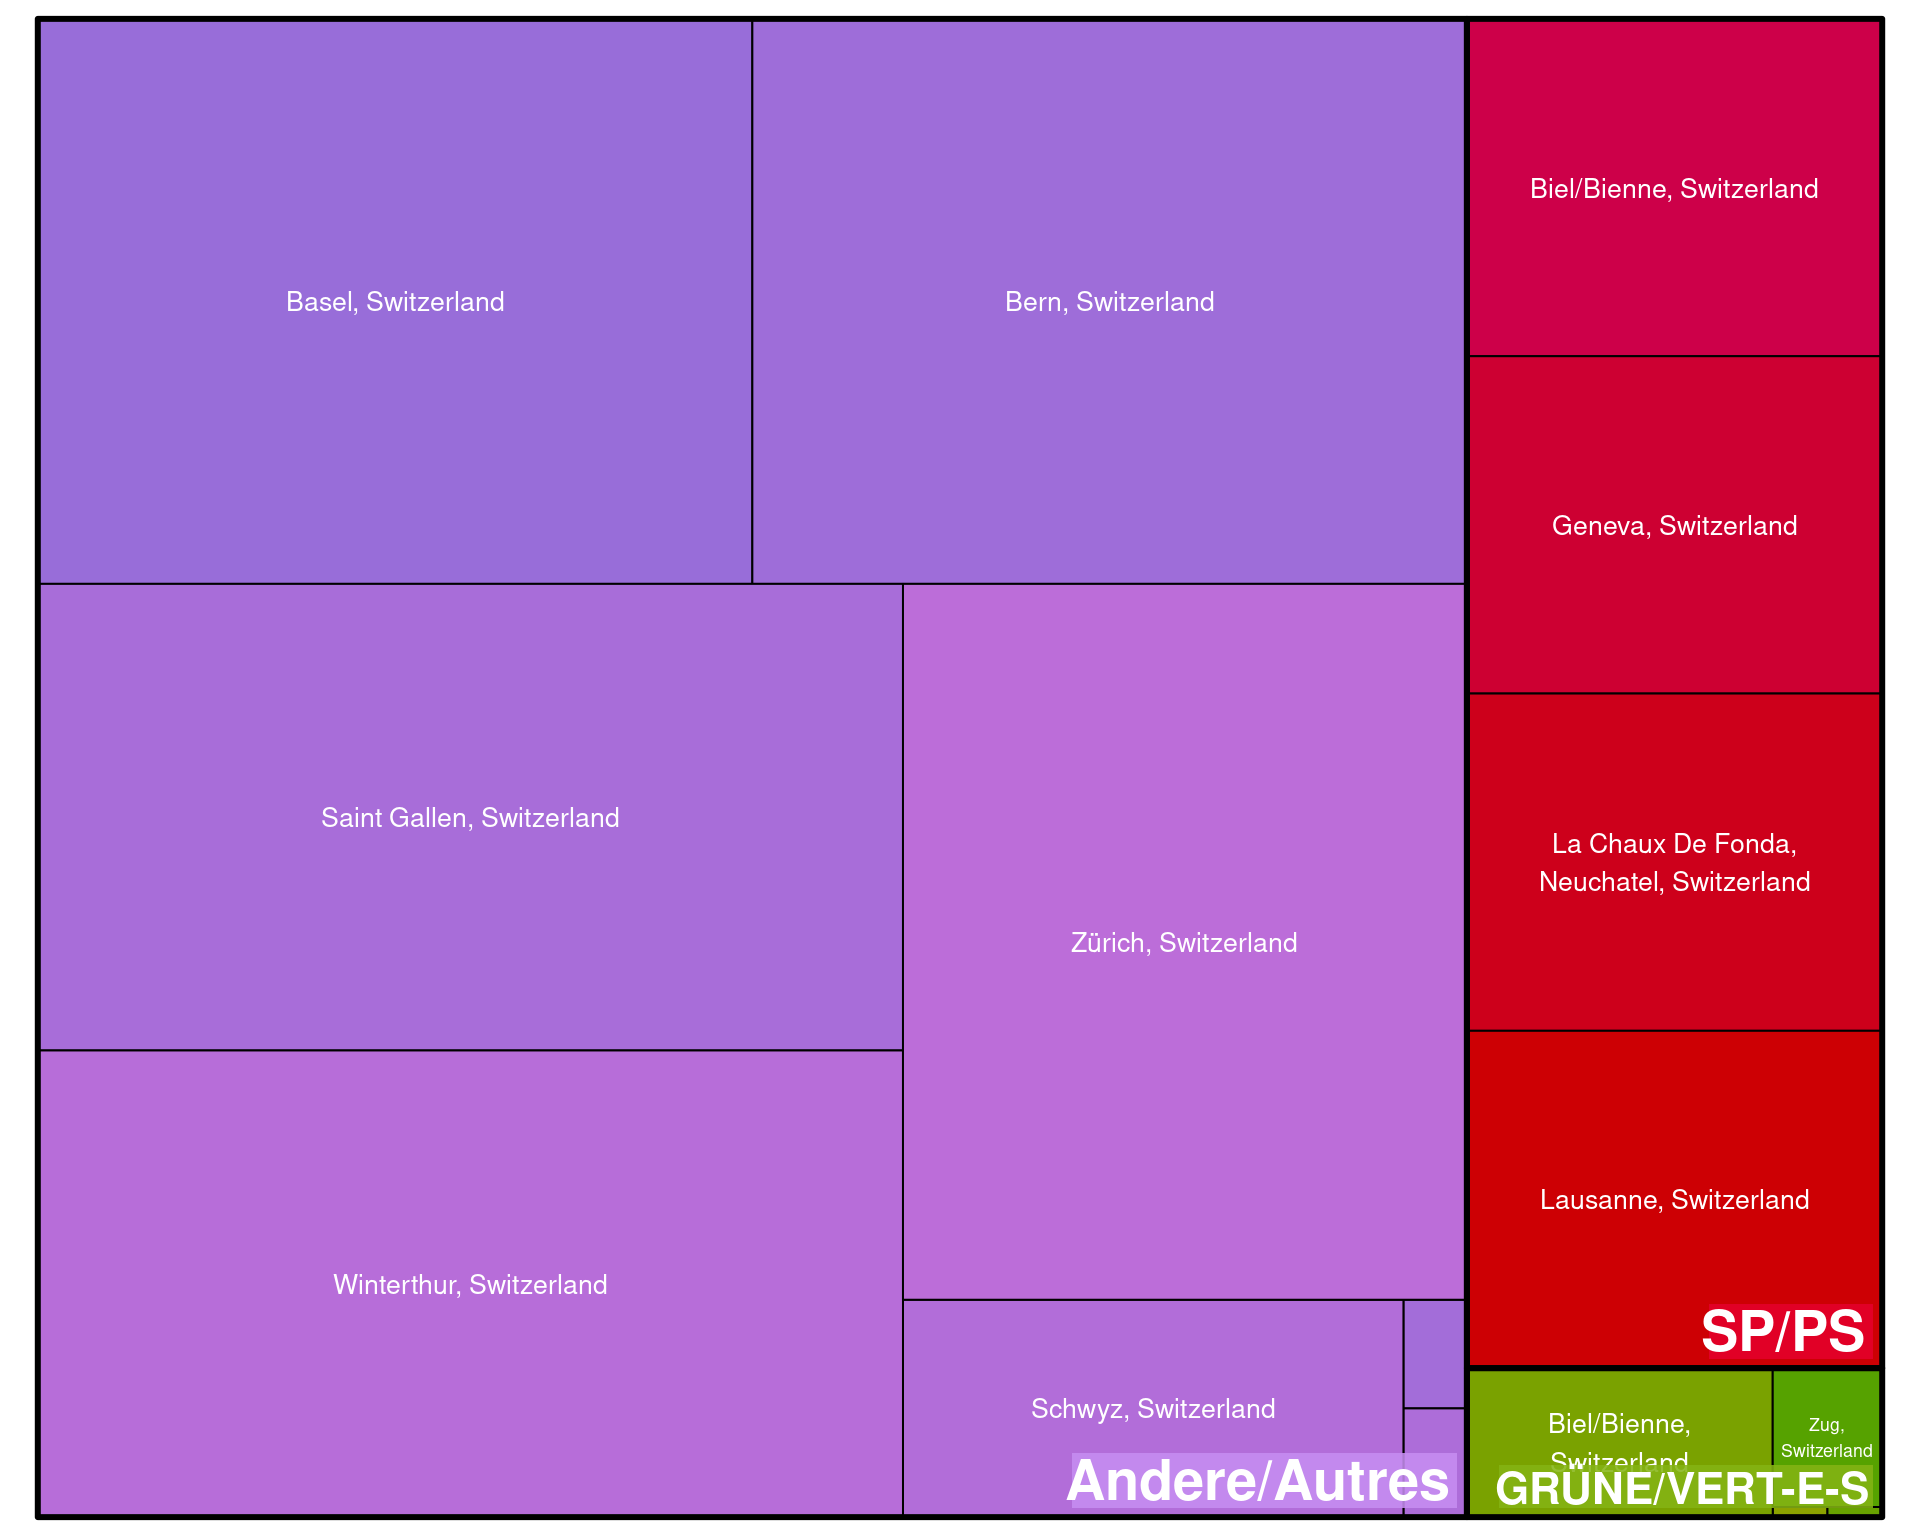 Basel, Switzerland
Bern, Switzerland
Biel/Bienne, Switzerland
Geneva, Switzerland
Saint Gallen, Switzerland
Zürich, Switzerland
La Chaux De Fonda,
Neuchatel, Switzerland
Winterthur, Switzerland
Lausanne, Switzerland
SP/PS
Schwyz, Switzerland
Andere/Autres
Biel/Bienne,
Switzerland
Zug,
Switzerland
GRÜNE/VERT-E-S